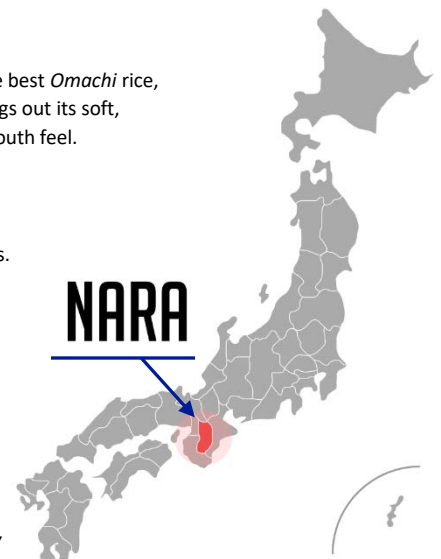 best Omachi rice,
gs out its soft,
outh feel.
s.
NARA